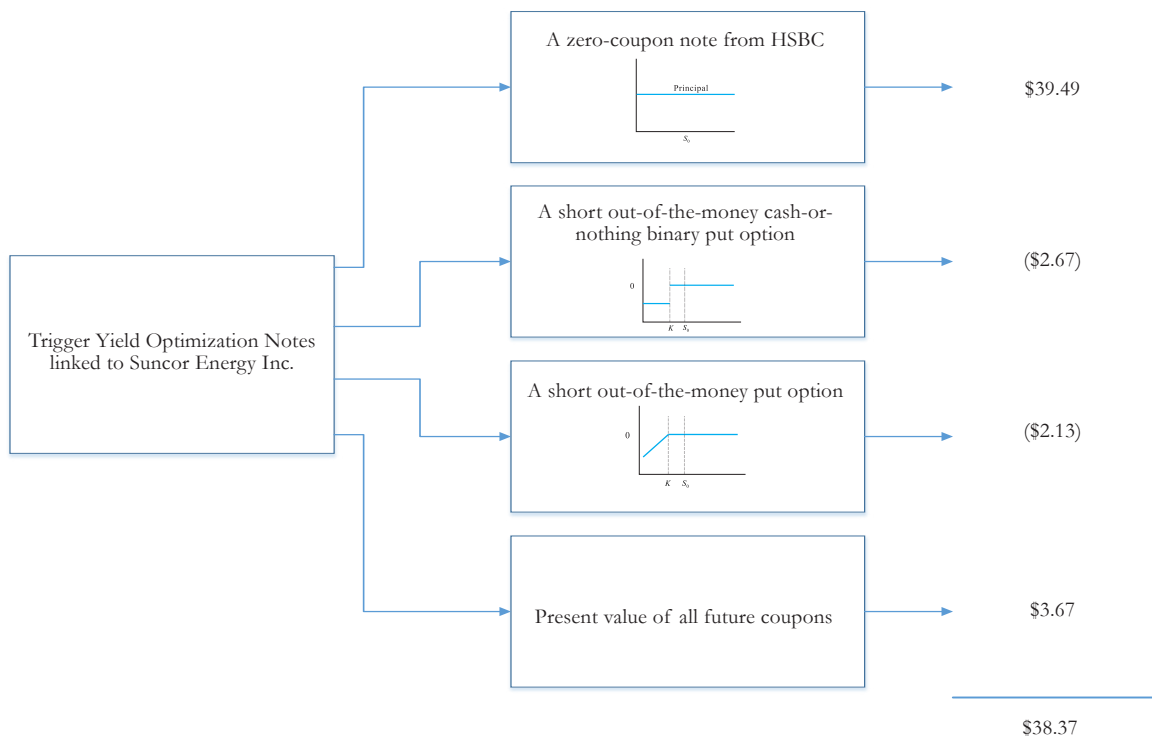 A zero-coupon note from HSBC
Principal
S₀
$39.49
A short out-of-the-money cash-or-
nothing binary put option
0
K S₀
($2.67)
Trigger Yield Optimization Notes
linked to Suncor Energy Inc.
A short out-of-the-money put option
0
K S₀
($2.13)
Present value of all future coupons
$3.67
$38.37